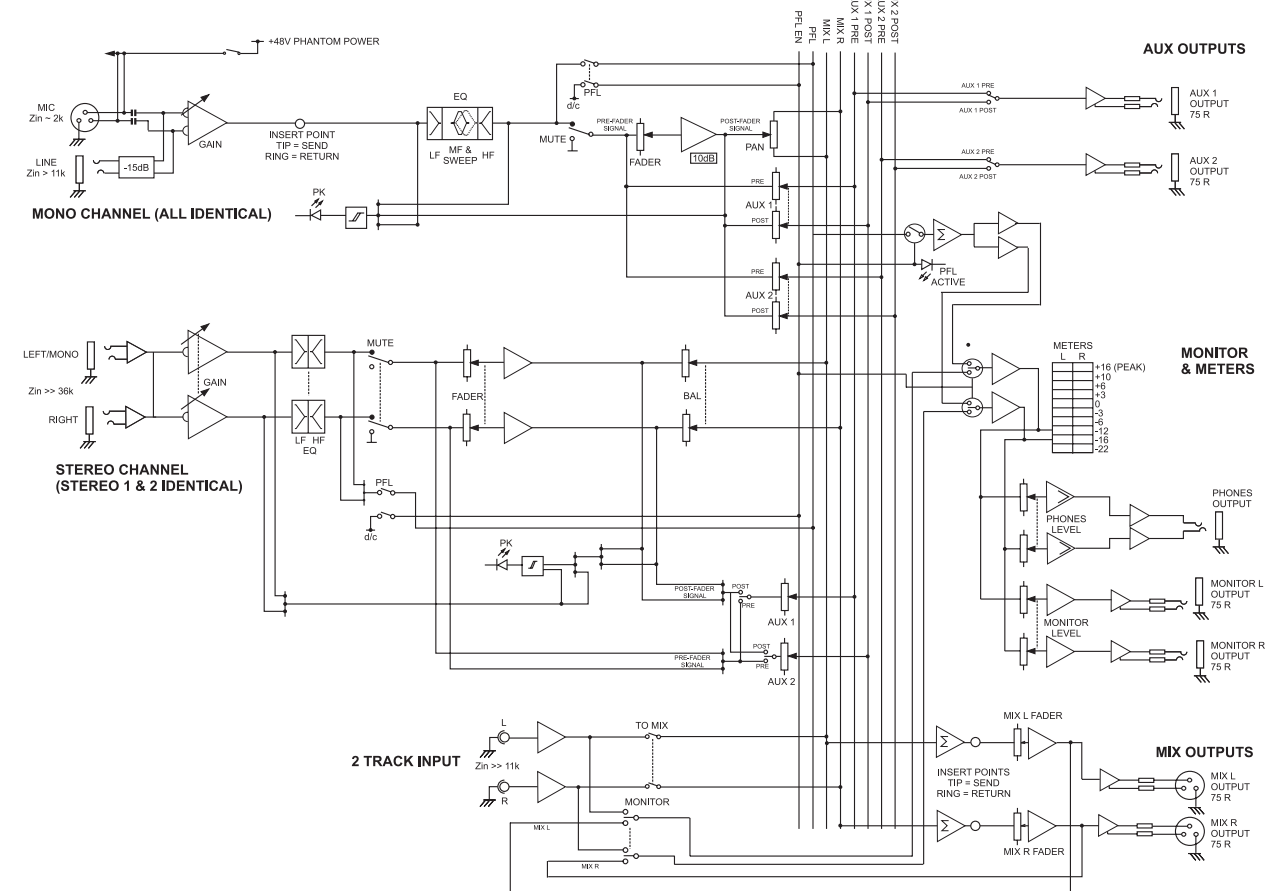 PFL EN
PFL
MIX L
MIX R
UX 1 PRE
X 1 POST
UX 2 PRE
X 2 POST
+48V PHANTOM POWER
MIC
Zin ~ 2k
LINE
Zin > 11k
-15dB
GAIN
INSERT POINT
TIP = SEND
RING = RETURN
EQ
LF
MF &
SWEEP
HF
PFL
d/c
MUTE
PRE-FADER
SIGNAL
FADER
10dB
POST-FADER
SIGNAL
PAN
PK
PRE
AUX 1
POST
PRE
AUX 2
POST
MONO CHANNEL (ALL IDENTICAL)
AUX OUTPUTS
AUX 1 PRE
AUX 1 POST
AUX 1
OUTPUT
75 R
AUX 2 PRE
AUX 2 POST
AUX 2
OUTPUT
75 R
Σ
PFL
ACTIVE
LEFT/MONO
Zin >> 36k
RIGHT
GAIN
LF HF
EQ
MUTE
FADER
BAL
STEREO CHANNEL
(STEREO 1 & 2 IDENTICAL)
PFL
d/c
PK
POST-FADER
SIGNAL
POST
PRE
AUX 1
PRE-FADER
SIGNAL
POST
PRE
AUX 2
METERS
L R
+16 (PEAK)
+10
+6
+3
0
-3
-6
-12
-16
-22
MONITOR
& METERS
PHONES
LEVEL
PHONES
OUTPUT
MONITOR
LEVEL
MONITOR L
OUTPUT
75 R
MONITOR R
OUTPUT
75 R
2 TRACK INPUT
L
Zin >> 11k
R
TO MIX
MONITOR
MIX L
MIX R
Σ
INSERT POINTS
TIP = SEND
RING = RETURN
Σ
MIX L FADER
MIX R FADER
MIX OUTPUTS
MIX L
OUTPUT
75 R
MIX R
OUTPUT
75 R